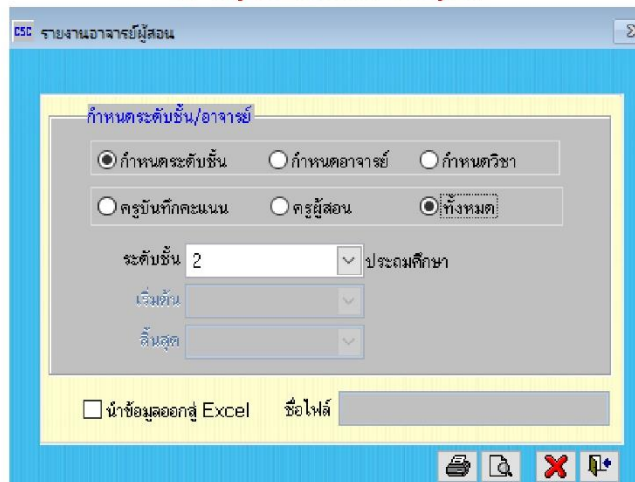 CSC รายงานอาจารย์ผู้สอน
กำหนดระดับชั้น/อาจารย์
กำหนดระดับชั้น กำหนดอาจารย์ กำหนดวิชา
ครูบันทึกคะแนน ครูผู้สอน ทั้งหมด
ระดับชั้น 2 ประถมศึกษา
เริ่มต้น
สิ้นสุด
นำข้อมูลออกสู่ Excel ชื่อไฟล์